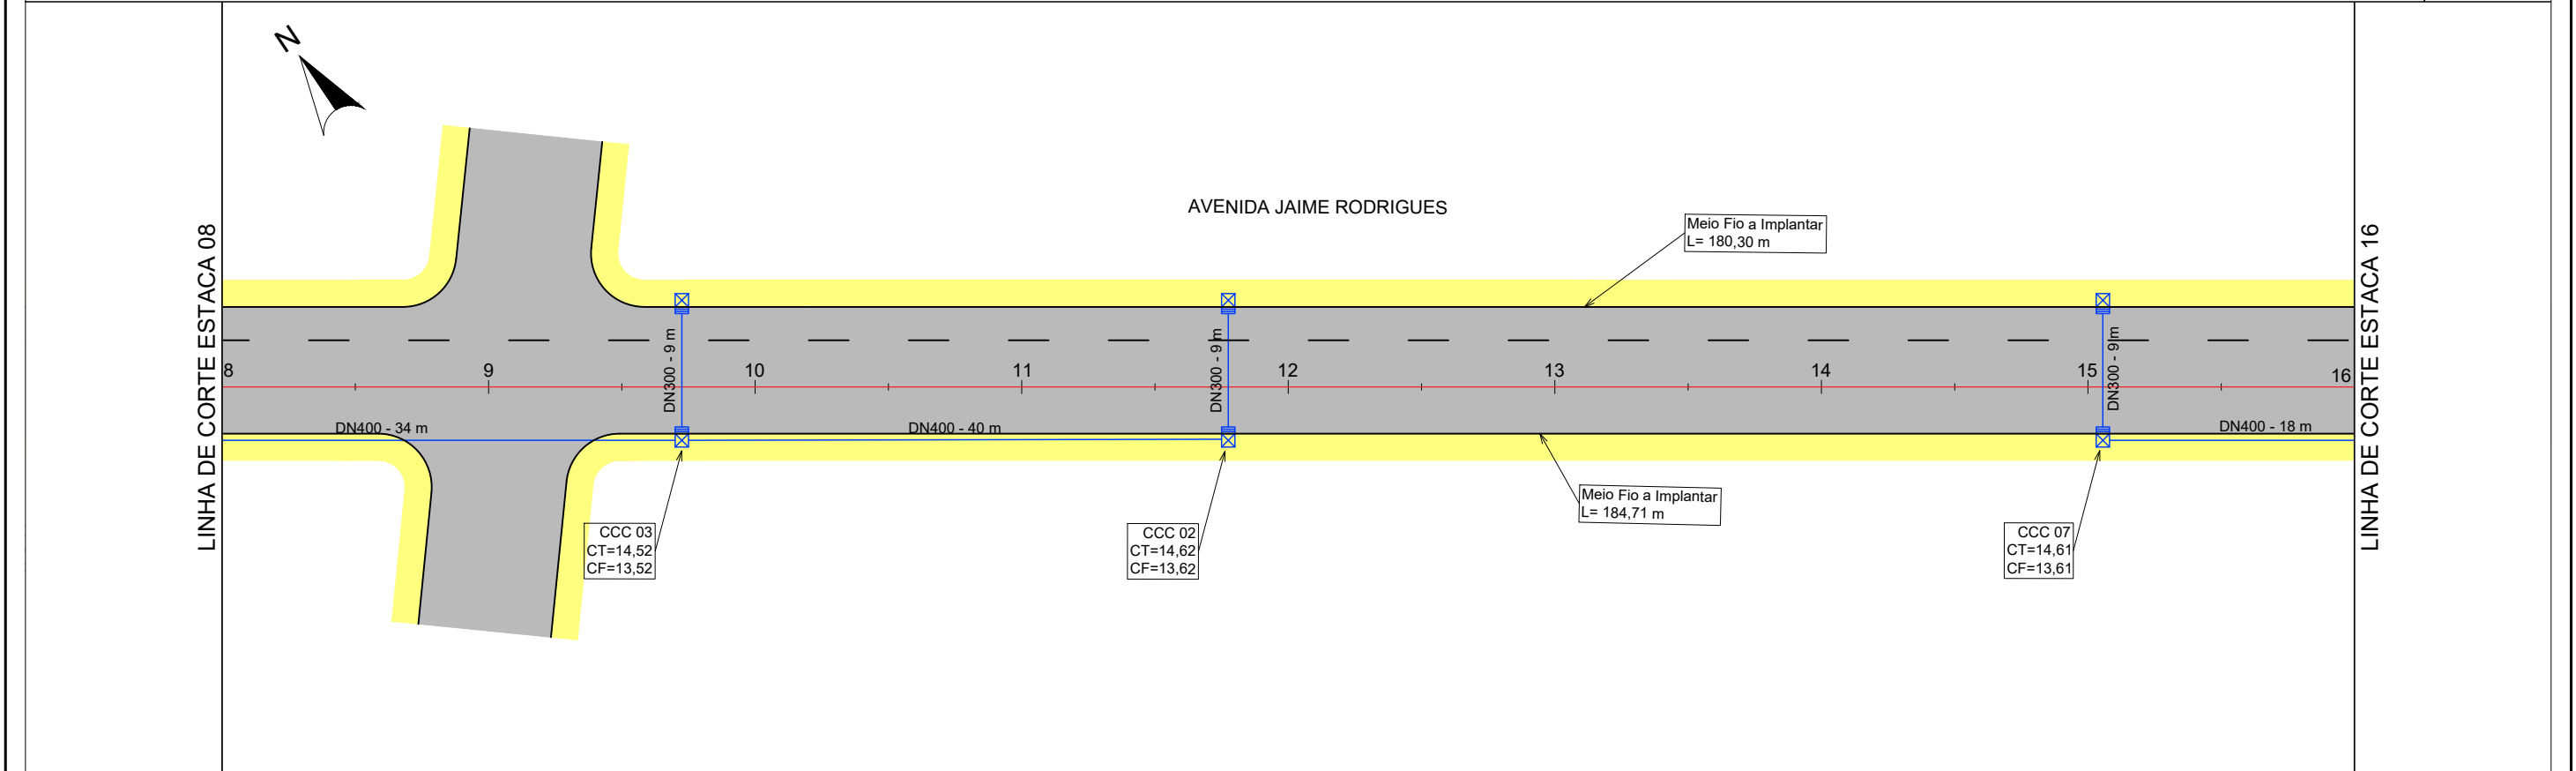 N
AVENIDA JAIME RODRIGUES
Meio Fio a Implantar
L= 180,30 m
LINHA DE CORTE ESTACA 08
LINHA DE CORTE ESTACA 16
8
9
10
11
12
13
14
15
16
DN300 - 9 m
DN300 - 9 m
DN300 - 9 m
DN400 - 34 m
DN400 - 40 m
DN400 - 18 m
Meio Fio a Implantar
L= 184,71 m
CCC 03
CT=14,52
CF=13,52
CCC 02
CT=14,62
CF=13,62
CCC 07
CT=14,61
CF=13,61